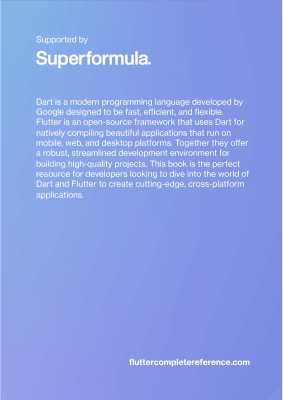 Supported by
Superformula.
Dart is a modern programming language developed by
Google designed to be fast, efficient, and flexible.
Flutter is an open-source framework that uses Dart for
natively compiling beautiful applications that run on
mobile, web, and desktop platforms. Together they offer
a robust, streamlined development environment for
building high-quality projects. This book is the perfect
resource for developers looking to dive into the world of
Dart and Flutter to create cutting-edge, cross-platform
applications.
fluttercompletereference.com